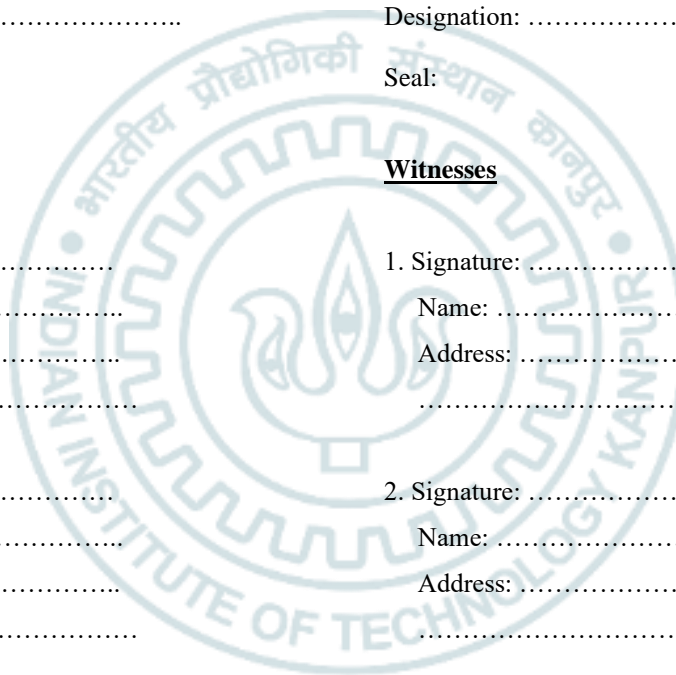 ……………….. Designation: ………………
Seal:
Witnesses
………… 1. Signature: ………………
…………….. Name: …………………
…………….. Address: ………………
……………… ……………………………
………… 2. Signature: ………………
…………….. Name: …………………
…………….. Address: ………………
……………… ……………………………
भारतीय प्रौद्योगिकी संस्थान कानपुर
INDIAN INSTITUTE OF TECHNOLOGY KANPUR